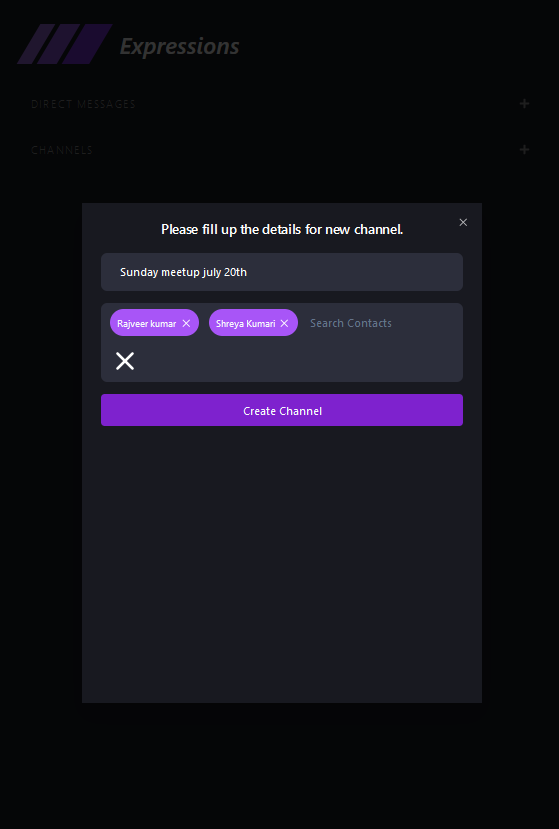 Expressions
DIRECT MESSAGES
CHANNELS
Please fill up the details for new channel.
Sunday meetup july 20th
Rajveer kumar Shreya Kumari Search Contacts
Create Channel